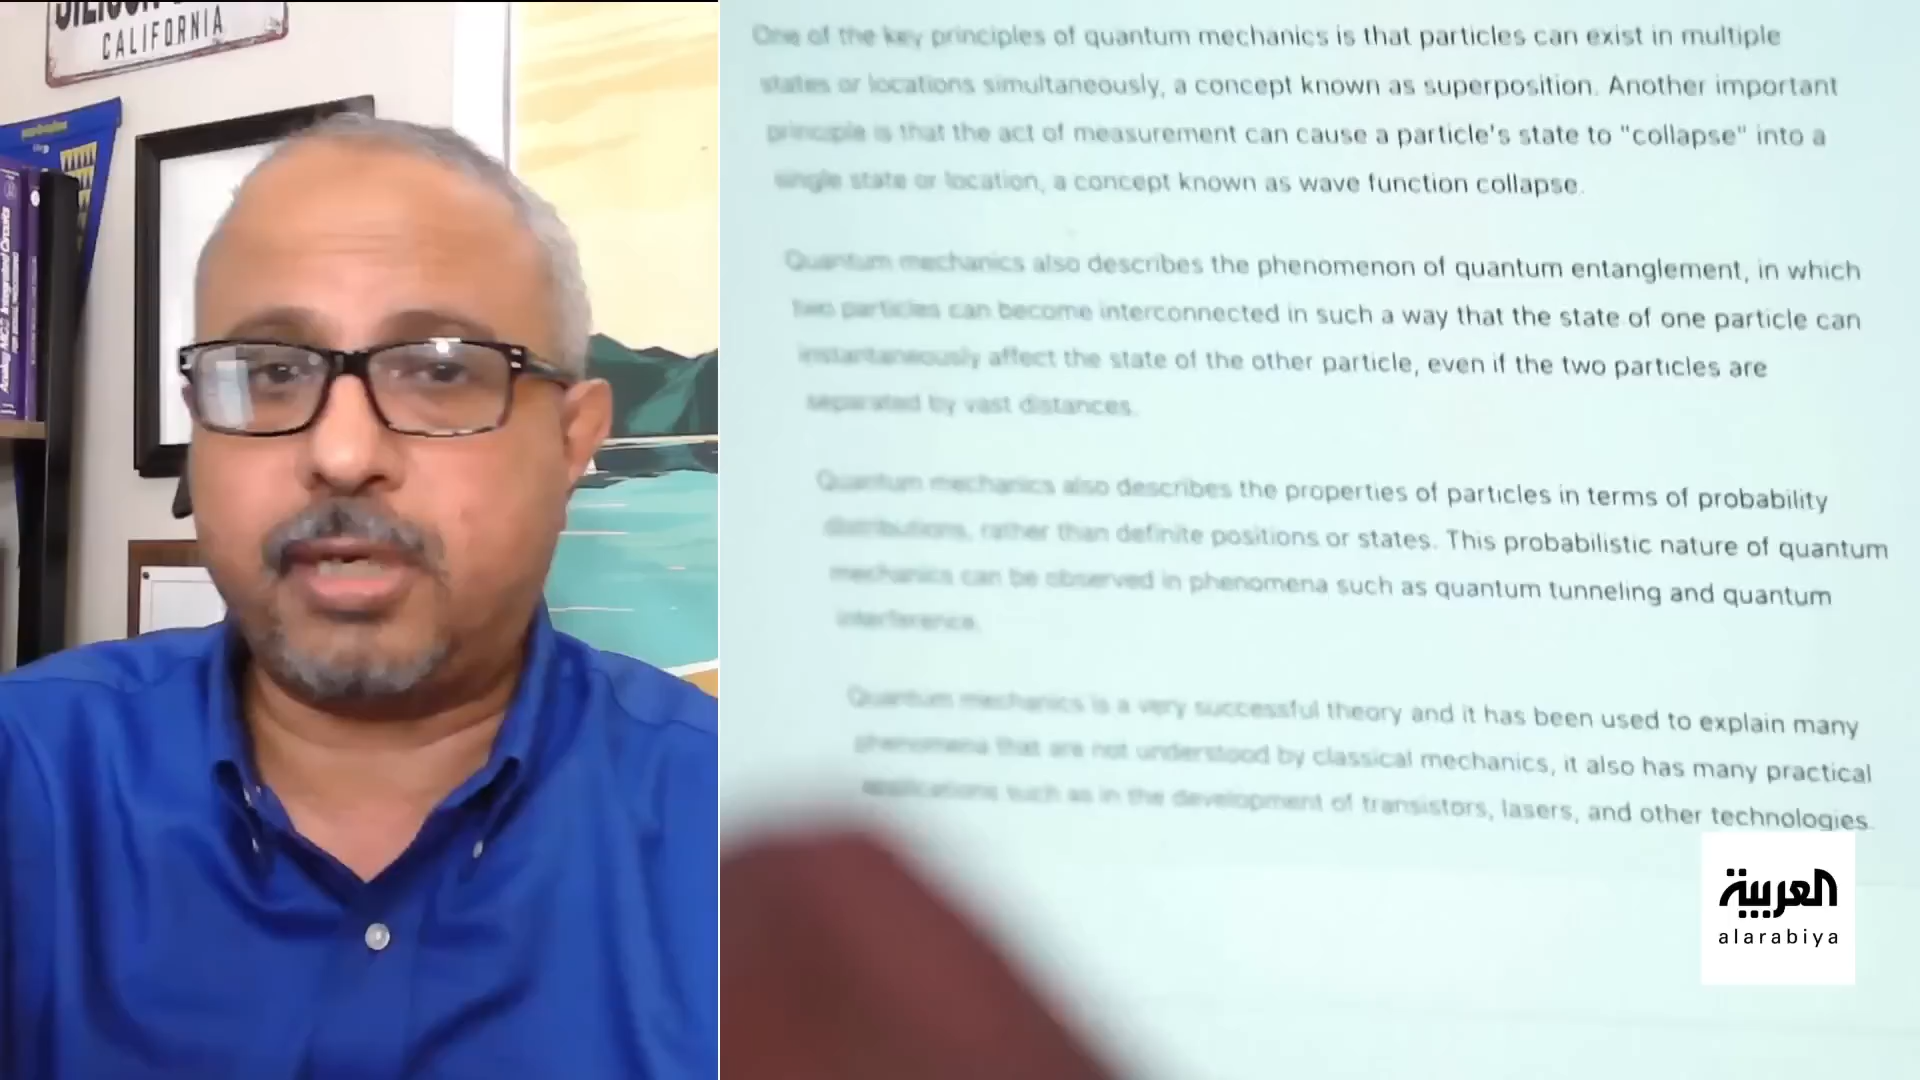 CALIFORNIA
Analog MOS Integrated Circuits
One of the key principles of quantum mechanics is that particles can exist in multiple
states or locations simultaneously, a concept known as superposition. Another important
principle is that the act of measurement can cause a particle's state to "collapse" into a
single state or location, a concept known as wave function collapse.
Quantum mechanics also describes the phenomenon of quantum entanglement, in which
two particles can become interconnected in such a way that the state of one particle can
instantaneously affect the state of the other particle, even if the two particles are
separated by vast distances.
Quantum mechanics also describes the properties of particles in terms of probability
distributions, rather than definite positions or states. This probabilistic nature of quantum
mechanics can be observed in phenomena such as quantum tunneling and quantum
interference.
Quantum mechanics is a very successful theory and it has been used to explain many
phenomena that are not understood by classical mechanics, it also has many practical
applications such as in the development of transistors, lasers, and other technologies.
العربية
alarabiya